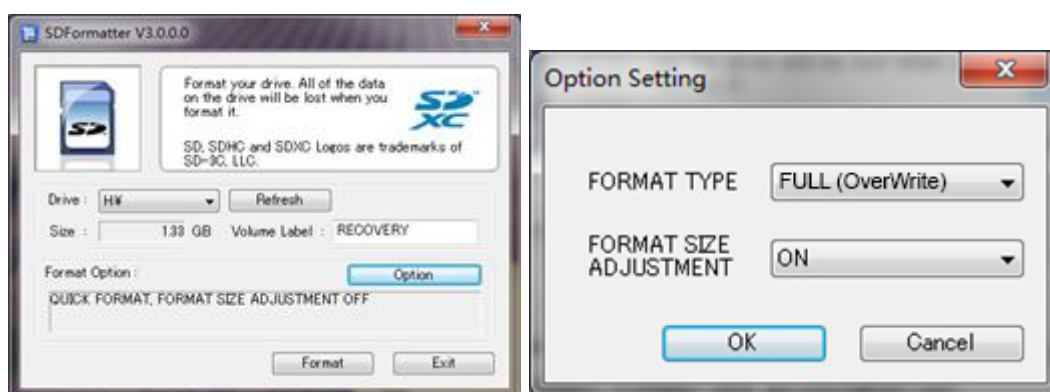 SDFormatter V3.0.0.0
Format your drive. All of the data
on the drive will be lost when you
format it.
SD, SDHC and SDXC Logos are trademarks of
SD-3C, LLC.
SD
SD
XC
Drive : H¥ Refresh
Size : 1.33 GB Volume Label : RECOVERY
Format Option : Option
QUICK FORMAT, FORMAT SIZE ADJUSTMENT OFF
Format Exit
Option Setting
FORMAT TYPE FULL (OverWrite)
FORMAT SIZE
ADJUSTMENT ON
OK Cancel